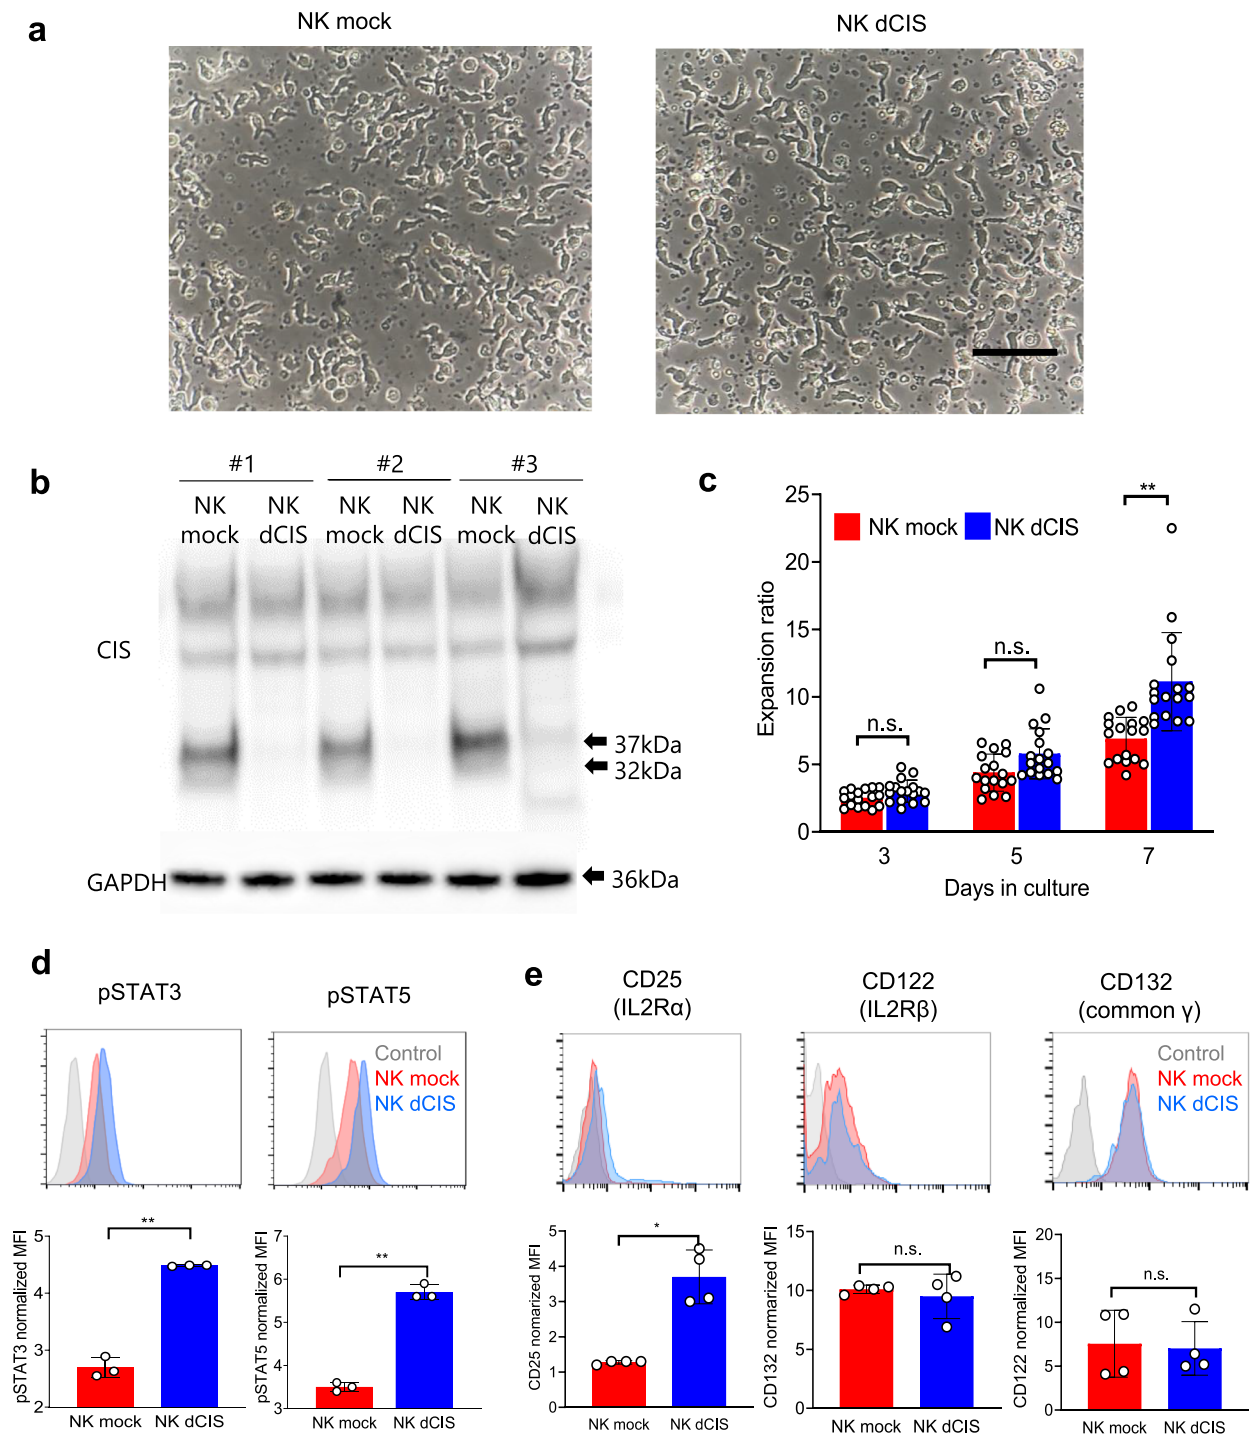 a
NK mock
NK dCIS
b
#1
#2
#3
NK mock
NK dCIS
NK mock
NK dCIS
NK mock
NK dCIS
CIS
37kDa
32kDa
GAPDH
36kDa
c
25
20
15
10
5
0
Expansion ratio
NK mock
NK dCIS
n.s.
n.s.
**
3
5
7
Days in culture
d
pSTAT3
pSTAT5
Control
NK mock
NK dCIS
pSTAT3 normalized MFI
5
4
3
2
**
NK mock
NK dCIS
pSTAT5 normalized MFI
7
6
5
4
3
**
NK mock
NK dCIS
e
CD25
(IL2Rα)
CD122
(IL2Rβ)
CD132
(common γ)
Control
NK mock
NK dCIS
CD25 nomarized MFI
5
4
3
2
1
0
*
NK mock
NK dCIS
CD132 normarized MFI
15
10
5
0
n.s.
NK mock
NK dCIS
CD122 normalized MFI
20
15
10
5
0
n.s.
NK mock
NK dCIS